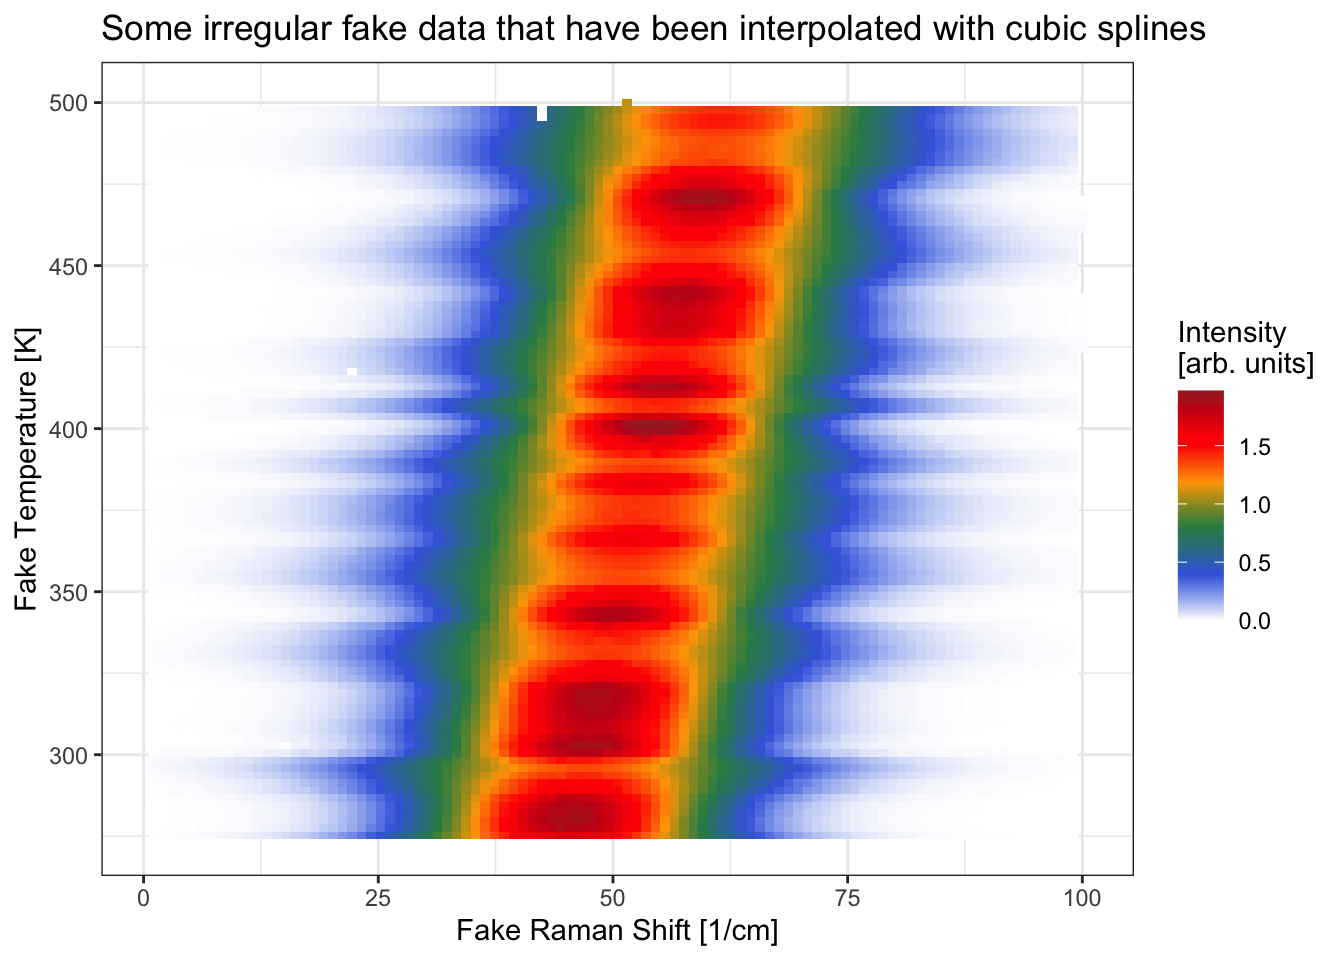 Some irregular fake data that have been interpolated with cubic splines
500
450
400
350
300
Fake Temperature [K]
0 25 50 75 100
Fake Raman Shift [1/cm]
Intensity
[arb. units]
1.5
1.0
0.5
0.0